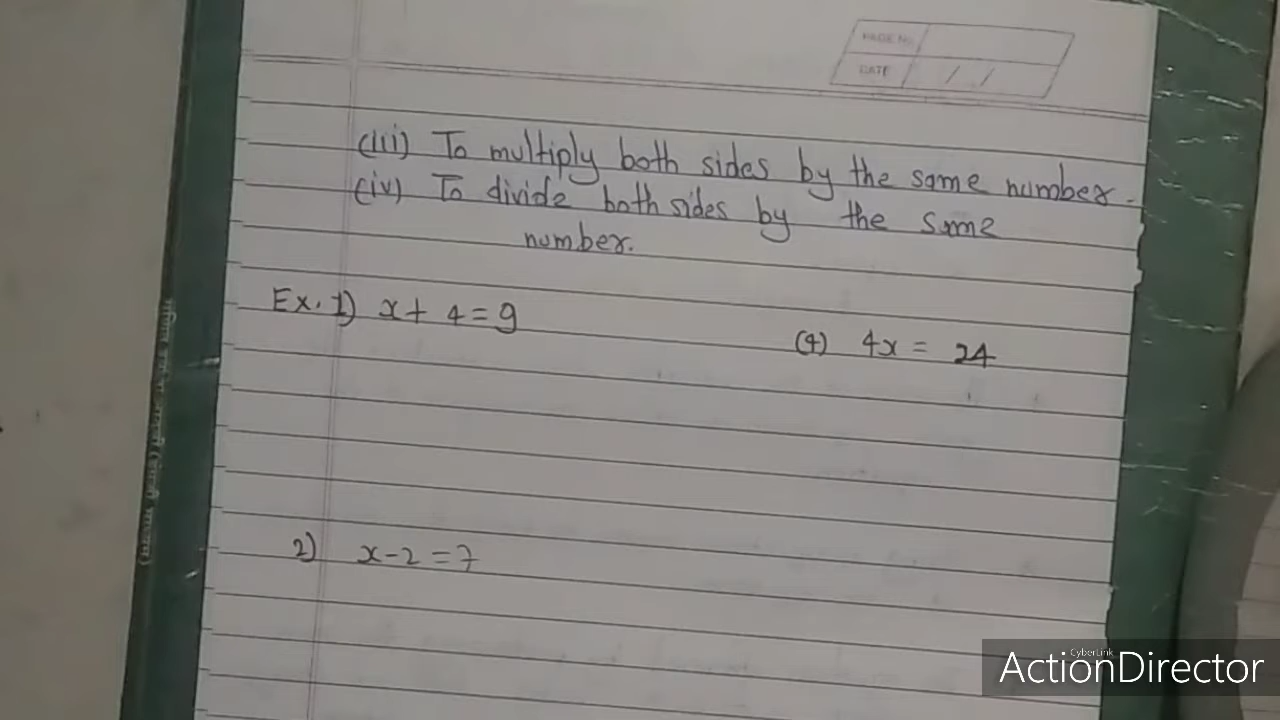 PAGE No.
DATE / /
(iii) To multiply both sides by the same number.
(iv) To divide both sides by the same
number.
Ex. 1) x + 4 = 9
(4) 4x = 24
2) x - 2 = 7
CyberLink
ActionDirector